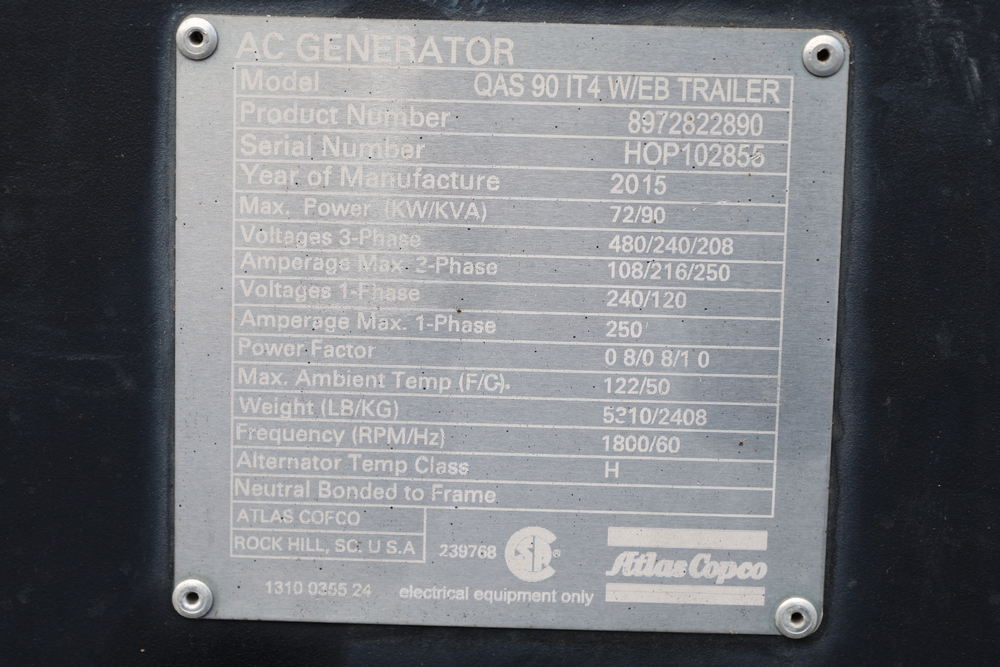 AC GENERATOR
Model QAS 90 IT4 W/EB TRAILER
Product Number 8972822890
Serial Number HOP102855
Year of Manufacture 2015
Max. Power (KW/KVA) 72/90
Voltages 3-Phase 480/240/208
Amperage Max. 3-Phase 108/216/250
Voltages 1-Phase 240/120
Amperage Max. 1-Phase 250
Power Factor 0 8/0 8/1 0
Max. Ambient Temp (F/C). 122/50
Weight (LB/KG) 5310/2408
Frequency (RPM/Hz) 1800/60
Alternator Temp Class H
Neutral Bonded to Frame
ATLAS COPCO
ROCK HILL, SC. U S.A
239768 CSA ®
Atlas Copco
1310 0355 24 electrical equipment only